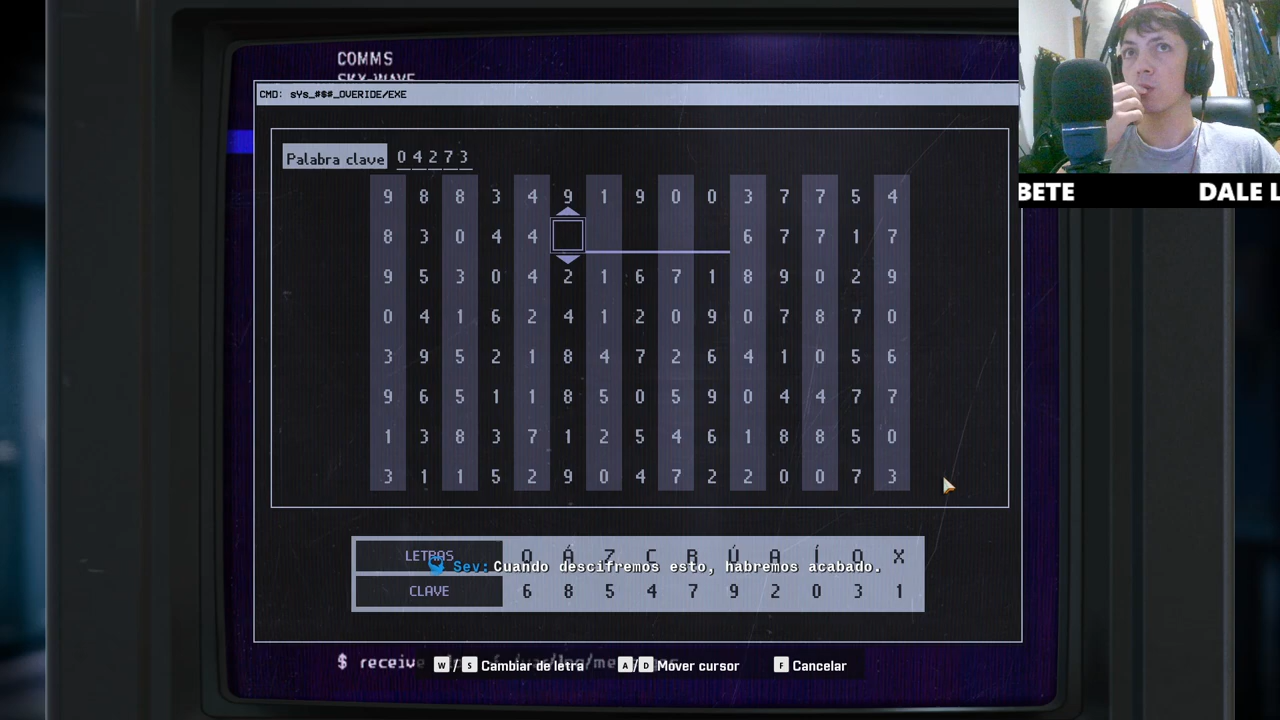 COMMS
SKY-WAVE
CMD: sYs_#$#_OVERIDE/EXE
BETE DALE L
Palabra clave 04273
9 8 8 3 4 9 1 9 0 0 3 7 7 5 4
8 3 0 4 4 6 7 7 1 7
9 5 3 0 4 2 1 6 7 1 8 9 0 2 9
0 4 1 6 2 4 1 2 0 9 0 7 8 7 0
3 9 5 2 1 8 4 7 2 6 4 1 0 5 6
9 6 5 1 1 8 5 0 5 9 0 4 4 7 7
1 3 8 3 7 1 2 5 4 6 1 8 8 5 0
3 1 1 5 2 9 0 4 7 2 2 0 0 7 3
LETRAS Á C Ú A Í X
Sev: Cuando descifremos esto, habremos acabado.
CLAVE 6 8 5 4 7 9 2 0 3 1
$ receive
W / S Cambiar de letra A / D Mover cursor F Cancelar